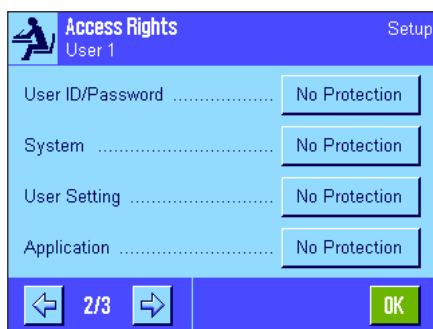 Access Rights Setup
User 1
User ID/Password ................... No Protection
System ................................. No Protection
User Setting ........................... No Protection
Application ............................. No Protection
2/3 OK